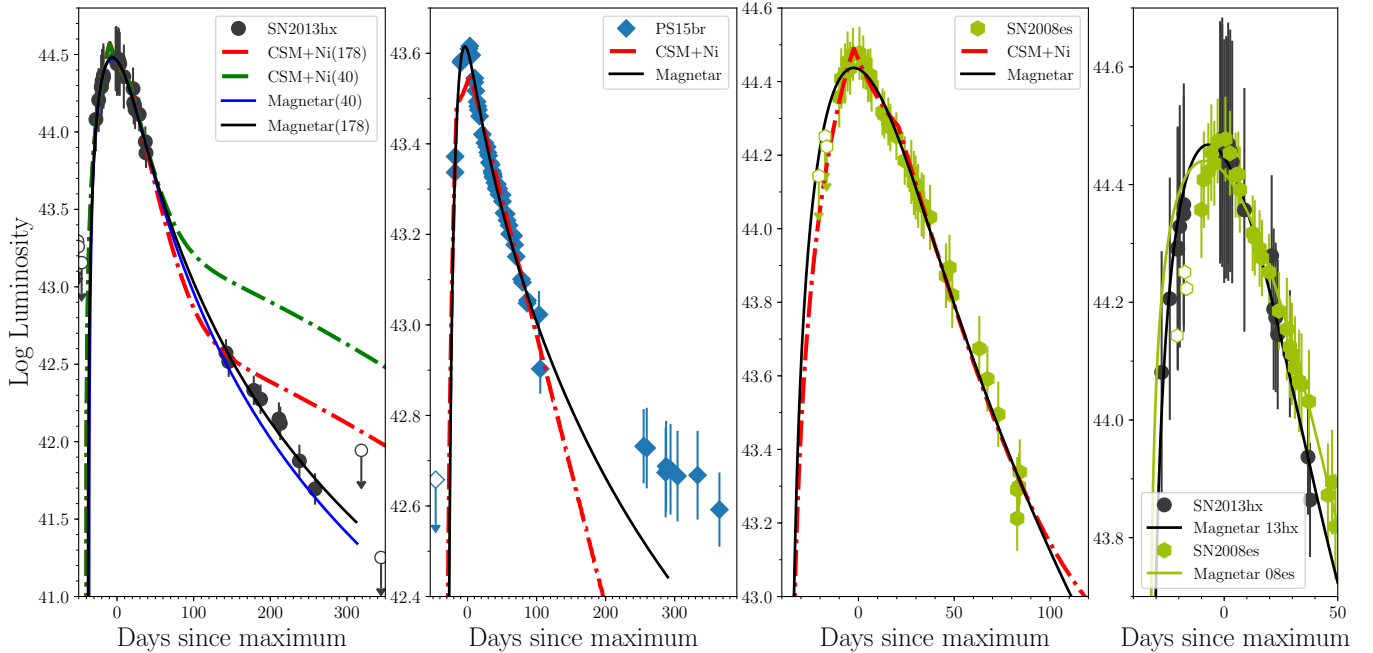 Log Luminosity
44.5
44.0
43.5
43.0
42.5
42.0
41.5
41.0
0
100
200
300
Days since maximum
SN2013hx
CSM+Ni(178)
CSM+Ni(40)
Magnetar(40)
Magnetar(178)
43.6
43.4
43.2
43.0
42.8
42.6
42.4
0
100
200
300
Days since maximum
PS15br
CSM+Ni
Magnetar
44.6
44.4
44.2
44.0
43.8
43.6
43.4
43.2
43.0
0
50
100
Days since maximum
SN2008es
CSM+Ni
Magnetar
44.6
44.4
44.2
44.0
43.8
0
50
Days since maximum
SN2013hx
Magnetar 13hx
SN2008es
Magnetar 08es